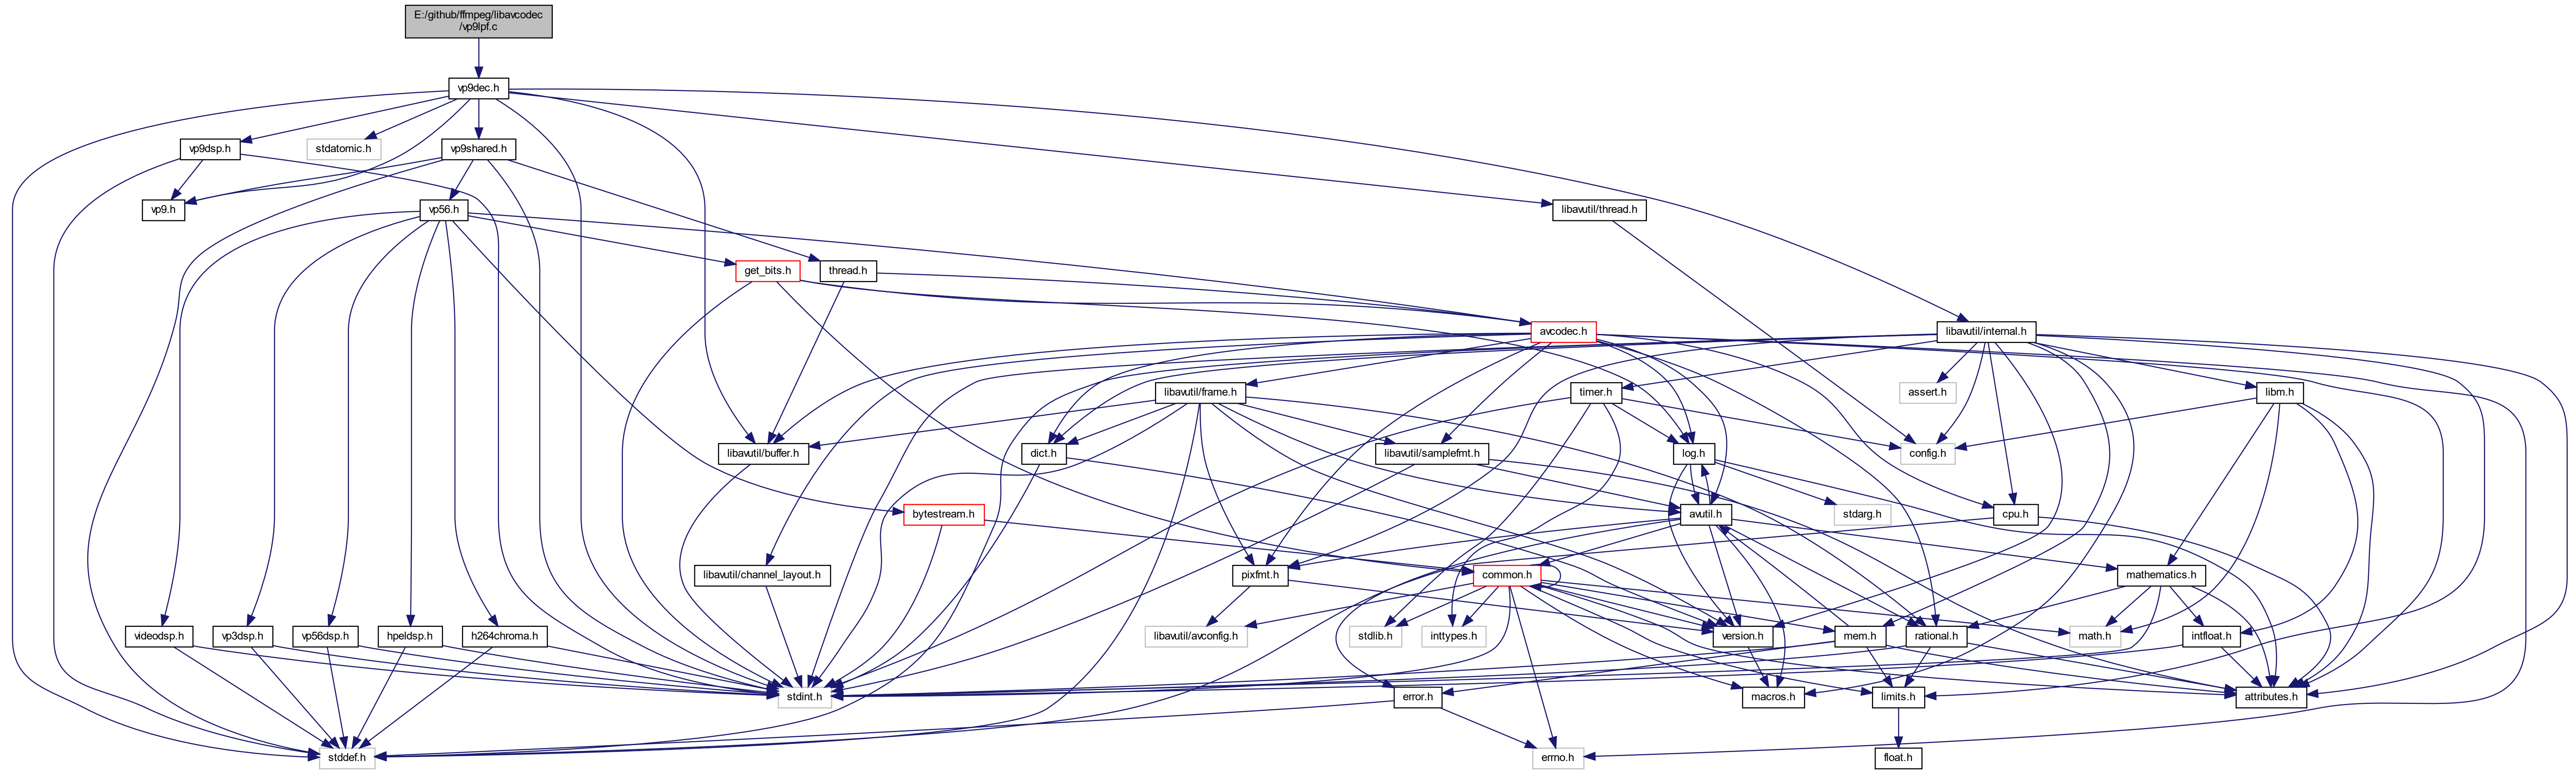 E:/github/ffmpeg/libavcodec
/vp9lpf.c
vp9dec.h
vp9dsp.h
stdatomic.h
vp9shared.h
vp9.h
vp56.h
libavutil/thread.h
get_bits.h
thread.h
avcodec.h
libavutil/internal.h
libavutil/frame.h
timer.h
assert.h
libm.h
libavutil/buffer.h
dict.h
libavutil/samplefmt.h
log.h
config.h
bytestream.h
avutil.h
stdarg.h
cpu.h
libavutil/channel_layout.h
pixfmt.h
common.h
mathematics.h
videodsp.h
vp3dsp.h
vp56dsp.h
hpeldsp.h
h264chroma.h
libavutil/avconfig.h
stdlib.h
inttypes.h
version.h
mem.h
rational.h
math.h
intfloat.h
stdint.h
error.h
macros.h
limits.h
attributes.h
stddef.h
errno.h
float.h